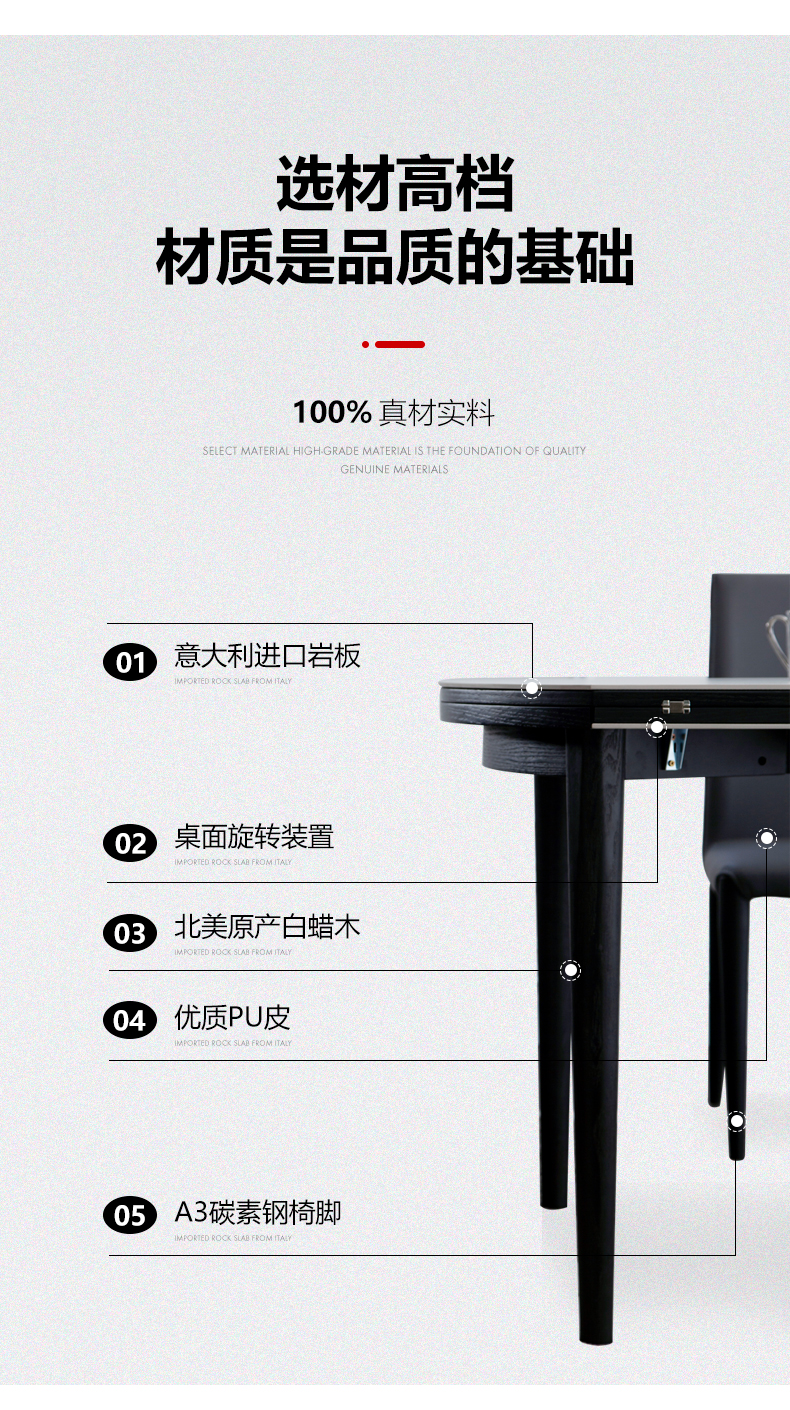 选材高档
材质是品质的基础
100% 真材实料
SELECT MATERIAL HIGH-GRADE MATERIAL IS THE FOUNDATION OF QUALITY
GENUINE MATERIALS
01 意大利进口岩板
IMPORTED ROCK SLAB FROM ITALY
02 桌面旋转装置
IMPORTED ROCK SLAB FROM ITALY
03 北美原产白蜡木
IMPORTED ROCK SLAB FROM ITALY
04 优质PU皮
IMPORTED ROCK SLAB FROM ITALY
05 A3碳素钢椅脚
IMPORTED ROCK SLAB FROM ITALY